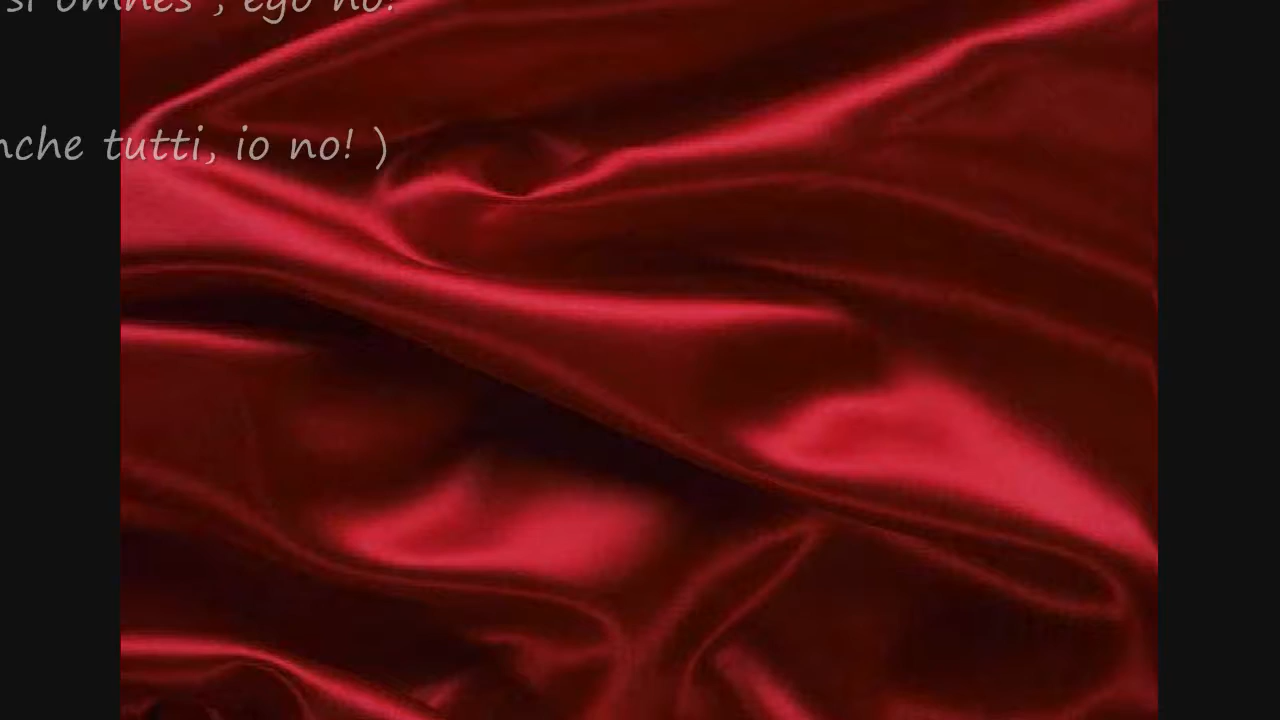 si omnes , ego no!
nche tutti, io no! )